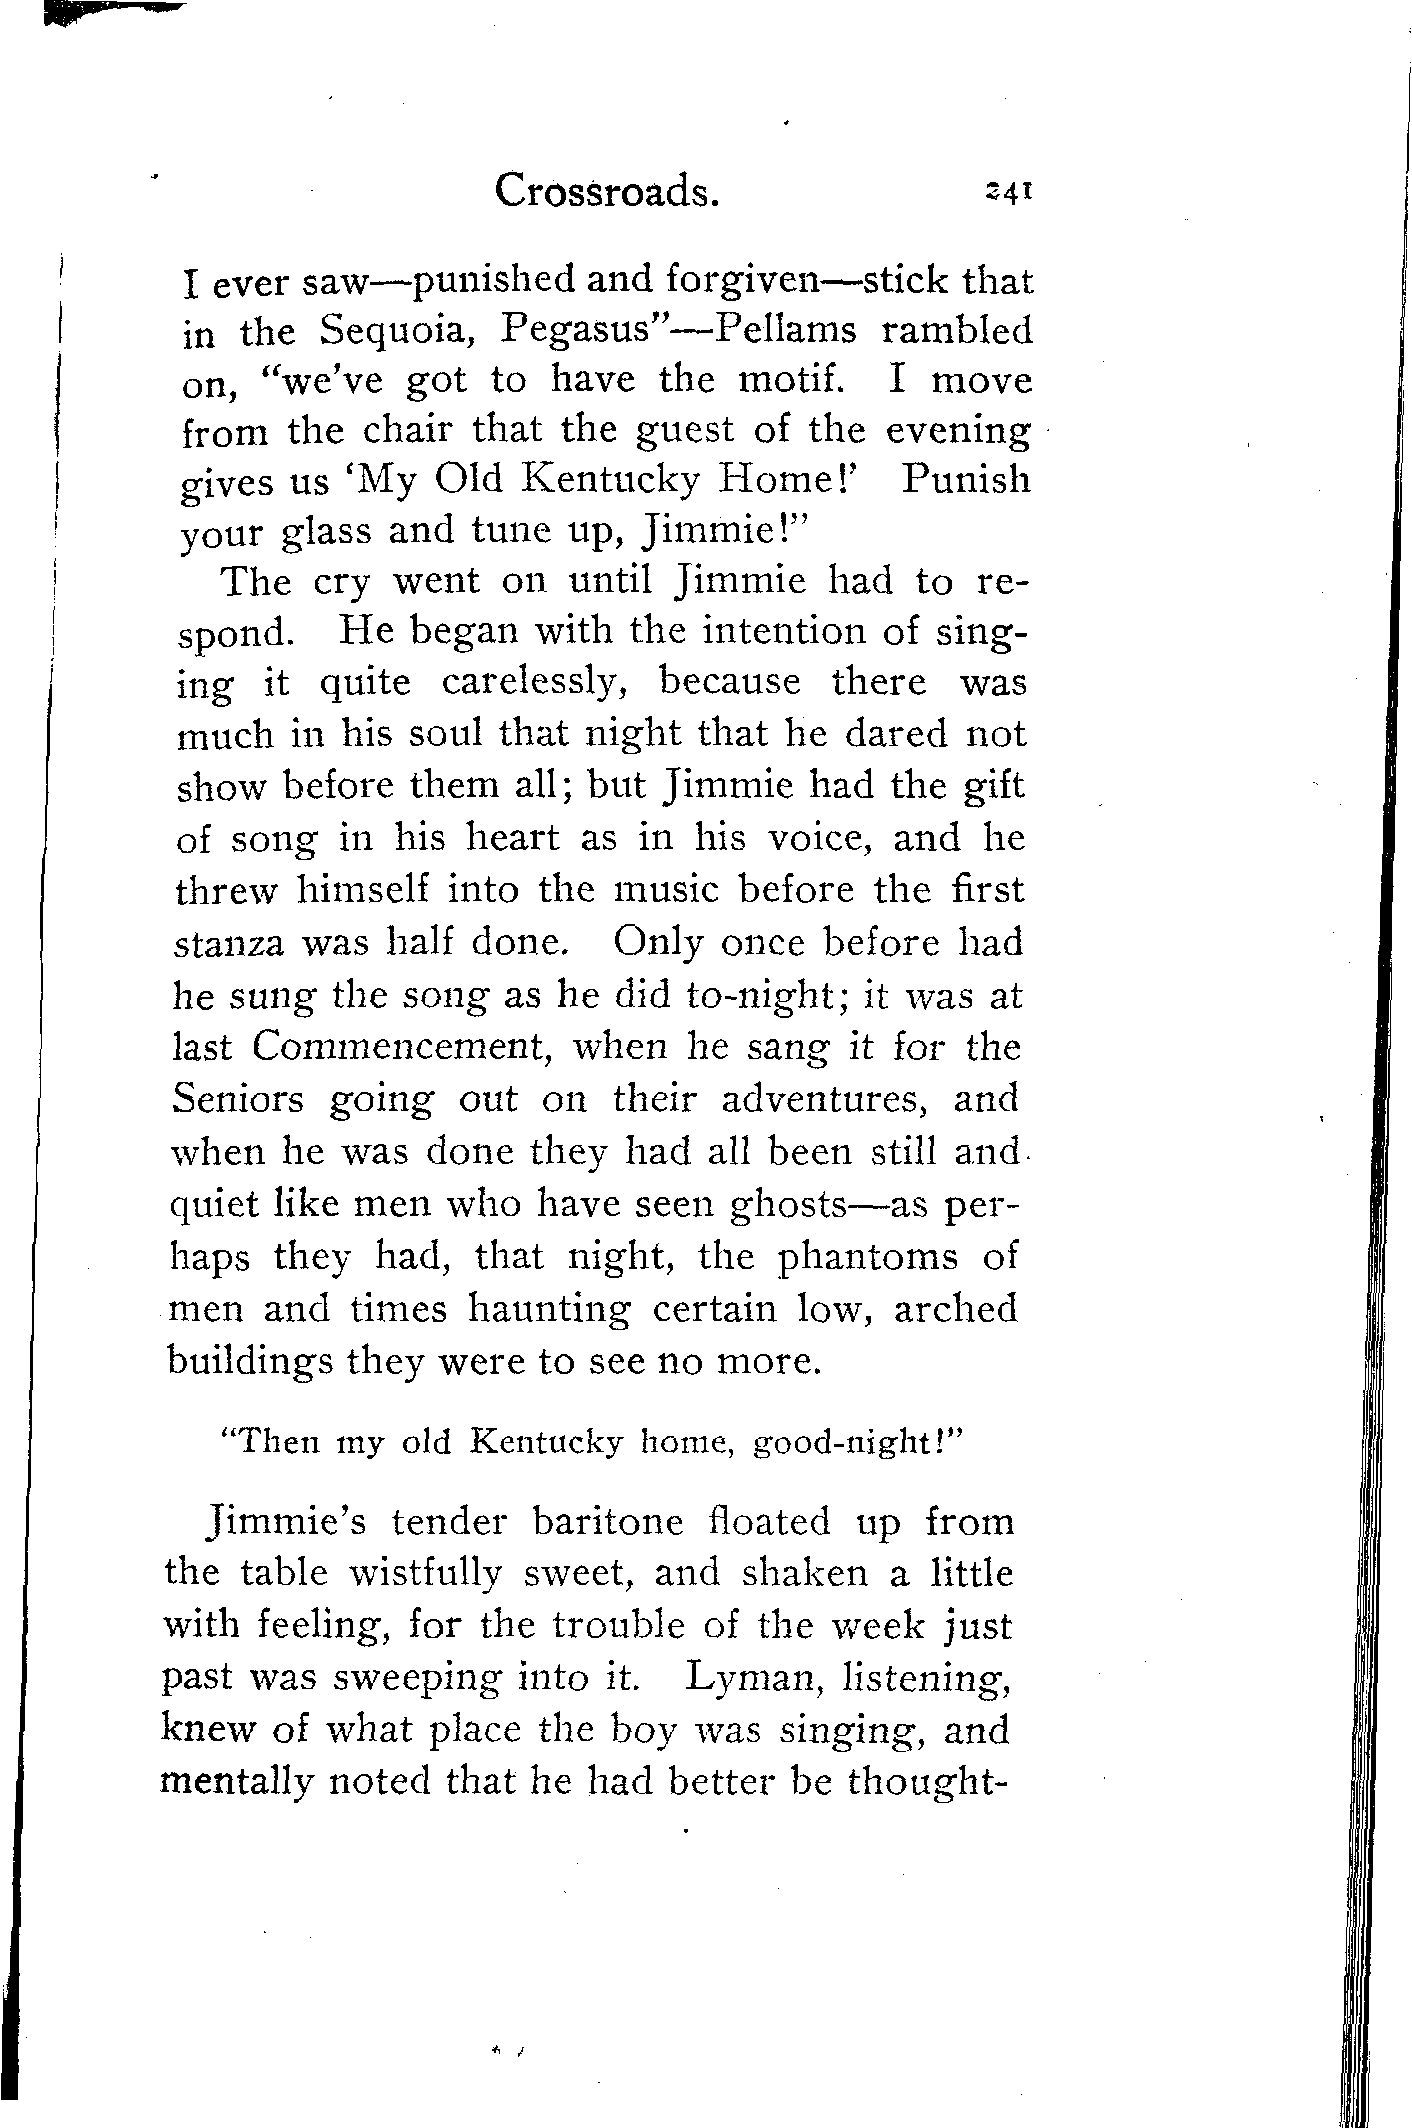 Crossroads. 241
I ever saw—punished and forgiven—stick that
in the Sequoia, Pegasus"—Pellams rambled
on, "we've got to have the motif. I move
from the chair that the guest of the evening
gives us 'My Old Kentucky Home!' Punish
your glass and tune up, Jimmie!"
The cry went on until Jimmie had to re-
spond. He began with the intention of sing-
ing it quite carelessly, because there was
much in his soul that night that he dared not
show before them all; but Jimmie had the gift
of song in his heart as in his voice, and he
threw himself into the music before the first
stanza was half done. Only once before had
he sung the song as he did to-night; it was at
last Commencement, when he sang it for the
Seniors going out on their adventures, and
when he was done they had all been still and
quiet like men who have seen ghosts—as per-
haps they had, that night, the phantoms of
men and times haunting certain low, arched
buildings they were to see no more.
"Then my old Kentucky home, good-night!"
Jimmie's tender baritone floated up from
the table wistfully sweet, and shaken a little
with feeling, for the trouble of the week just
past was sweeping into it. Lyman, listening,
knew of what place the boy was singing, and
mentally noted that he had better be thought-